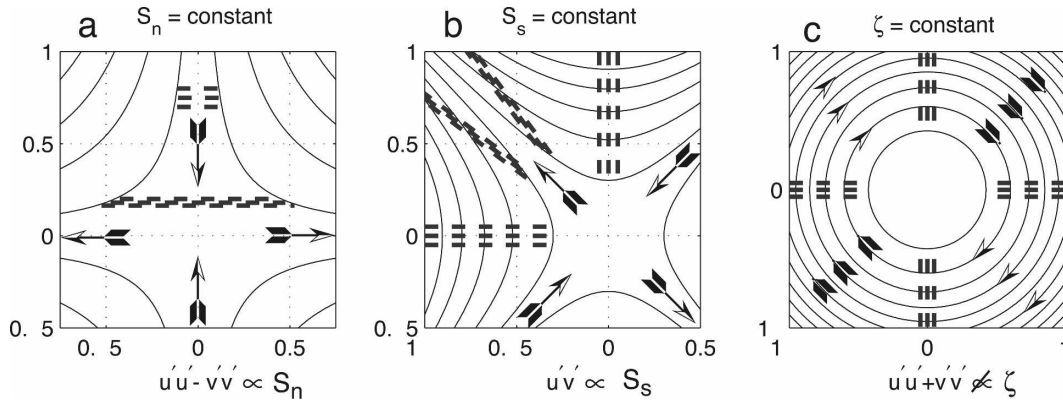 a S_n = constant
b S_s = constant
c ζ = constant
1 1 1
0.5 0.5
0 0 0
0.5 0.5 1
0.5 0 0.5
0.5 0 0.5
1 0 1
u'u' - v'v' ∝ S_n
u'v' ∝ S_s
u'u' + v'v' ∝̸ ζ